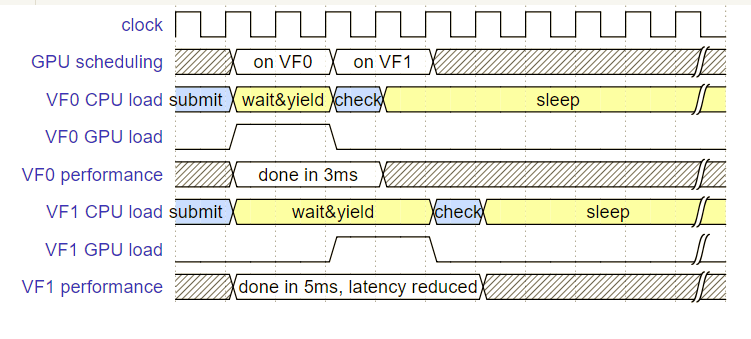 clock
GPU scheduling on VF0 on VF1
VF0 CPU load submit wait&yield check sleep
VF0 GPU load
VF0 performance done in 3ms
VF1 CPU load submit wait&yield check sleep
VF1 GPU load
VF1 performance done in 5ms, latency reduced